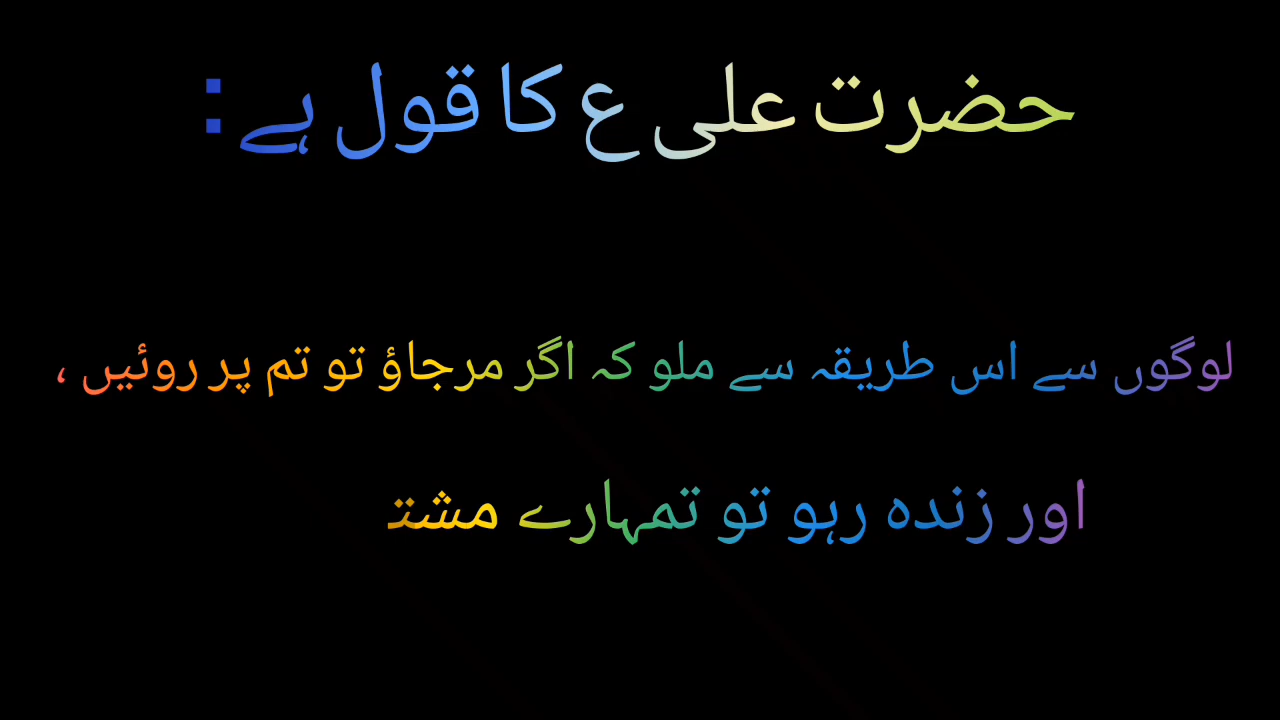 حضرت علی ع کا قول ہے :
لوگوں سے اس طریقہ سے ملو کہ اگر مرجاؤ تو تم پر روئیں ،
اور زندہ رہو تو تمہارے مشتـ